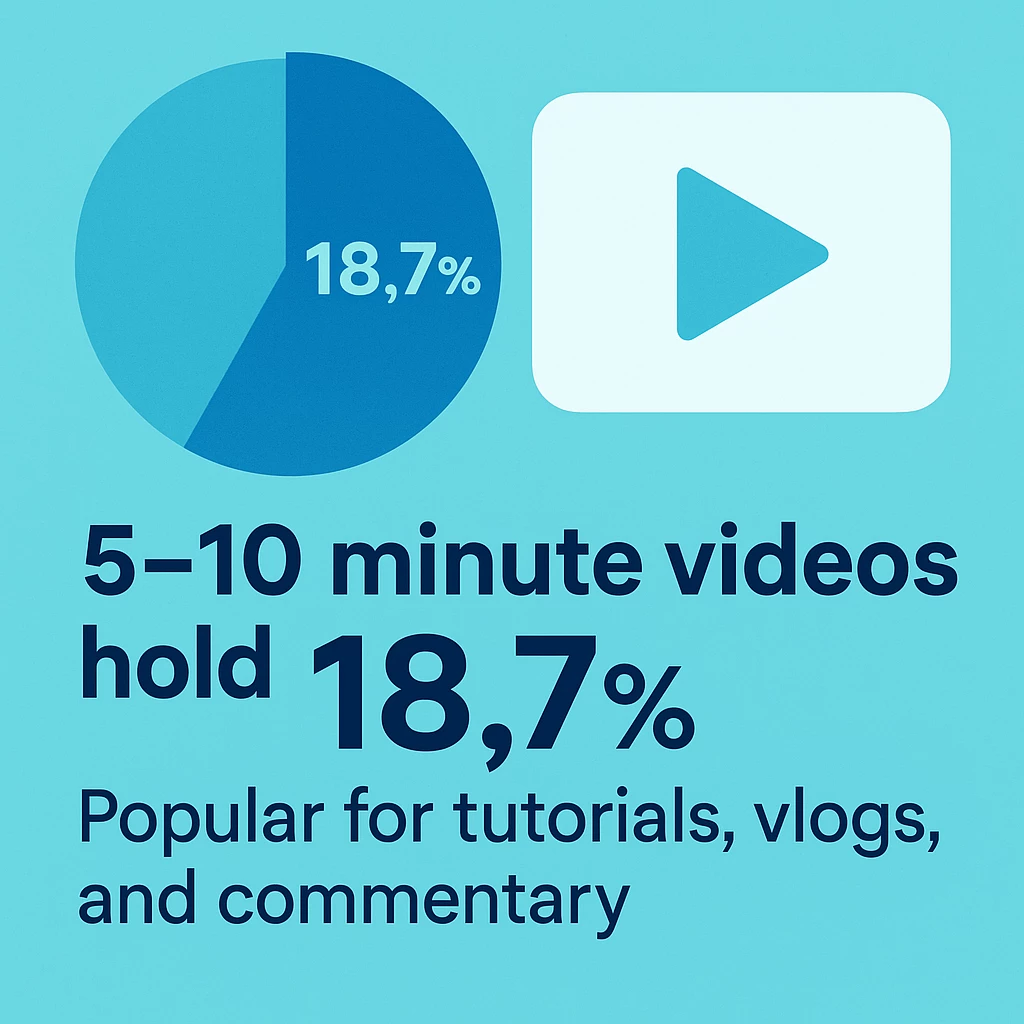 18,7%
5–10 minute videos
hold 18,7%
Popular for tutorials, vlogs,
and commentary